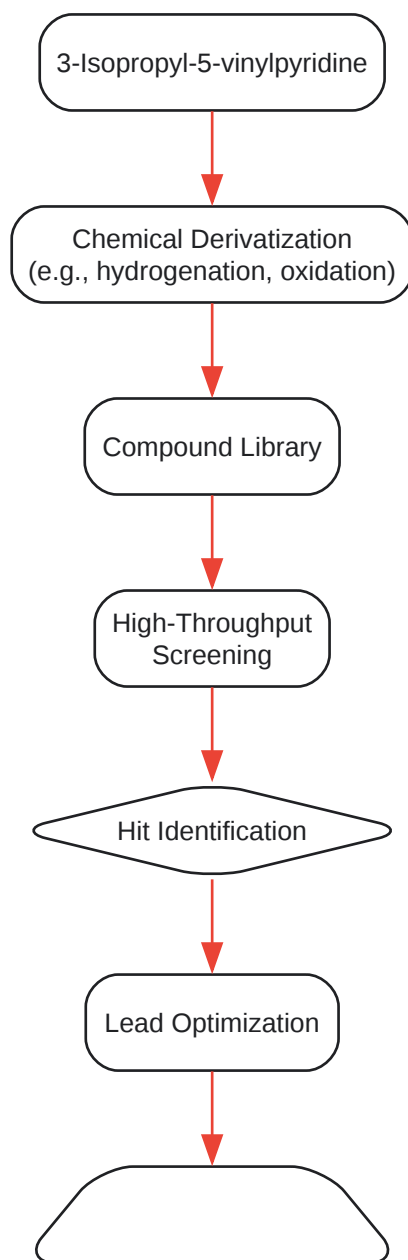 3-Isopropyl-5-vinylpyridine
Chemical Derivatization
(e.g., hydrogenation, oxidation)
Compound Library
High-Throughput
Screening
Hit Identification
Lead Optimization